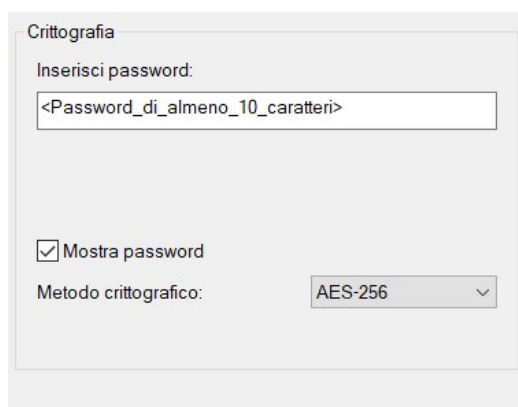 Crittografia
Inserisci password:
<Password_di_almeno_10_caratteri>
Mostra password
Metodo crittografico: AES-256